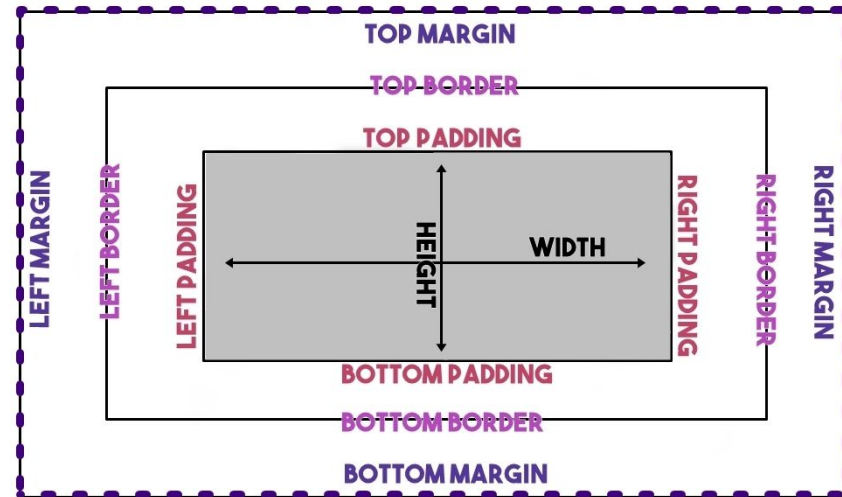 TOP MARGIN
TOP BORDER
TOP PADDING
LEFT MARGIN
LEFT BORDER
LEFT PADDING
HEIGHT
WIDTH
RIGHT PADDING
RIGHT BORDER
RIGHT MARGIN
BOTTOM PADDING
BOTTOM BORDER
BOTTOM MARGIN